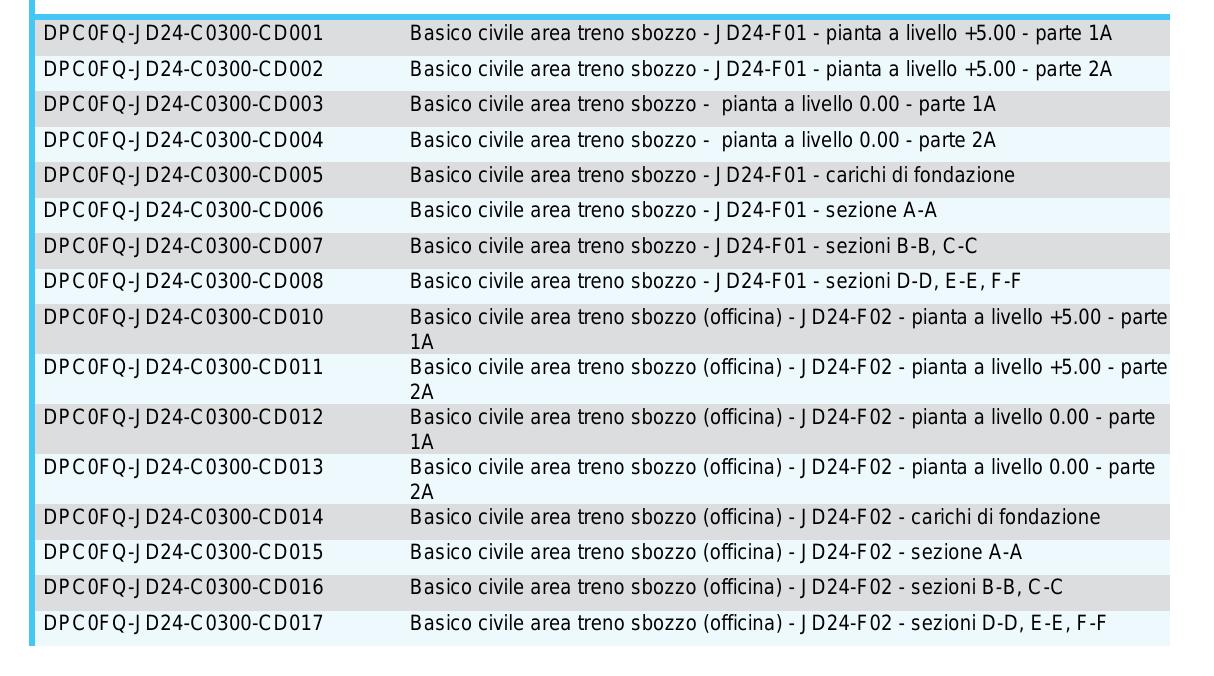 DPC0FQ-JD24-C0300-CD001 Basico civile area treno sbozzo - JD24-F01 - pianta a livello +5.00 - parte 1A
DPC0FQ-JD24-C0300-CD002 Basico civile area treno sbozzo - JD24-F01 - pianta a livello +5.00 - parte 2A
DPC0FQ-JD24-C0300-CD003 Basico civile area treno sbozzo -  pianta a livello 0.00 - parte 1A
DPC0FQ-JD24-C0300-CD004 Basico civile area treno sbozzo -  pianta a livello 0.00 - parte 2A
DPC0FQ-JD24-C0300-CD005 Basico civile area treno sbozzo - JD24-F01 - carichi di fondazione
DPC0FQ-JD24-C0300-CD006 Basico civile area treno sbozzo - JD24-F01 - sezione A-A
DPC0FQ-JD24-C0300-CD007 Basico civile area treno sbozzo - JD24-F01 - sezioni B-B, C-C
DPC0FQ-JD24-C0300-CD008 Basico civile area treno sbozzo - JD24-F01 - sezioni D-D, E-E, F-F
DPC0FQ-JD24-C0300-CD010 Basico civile area treno sbozzo (officina) - JD24-F02 - pianta a livello +5.00 - parte
1A
DPC0FQ-JD24-C0300-CD011 Basico civile area treno sbozzo (officina) - JD24-F02 - pianta a livello +5.00 - parte
2A
DPC0FQ-JD24-C0300-CD012 Basico civile area treno sbozzo (officina) - JD24-F02 - pianta a livello 0.00 - parte
1A
DPC0FQ-JD24-C0300-CD013 Basico civile area treno sbozzo (officina) - JD24-F02 - pianta a livello 0.00 - parte
2A
DPC0FQ-JD24-C0300-CD014 Basico civile area treno sbozzo (officina) - JD24-F02 - carichi di fondazione
DPC0FQ-JD24-C0300-CD015 Basico civile area treno sbozzo (officina) - JD24-F02 - sezione A-A
DPC0FQ-JD24-C0300-CD016 Basico civile area treno sbozzo (officina) - JD24-F02 - sezioni B-B, C-C
DPC0FQ-JD24-C0300-CD017 Basico civile area treno sbozzo (officina) - JD24-F02 - sezioni D-D, E-E, F-F